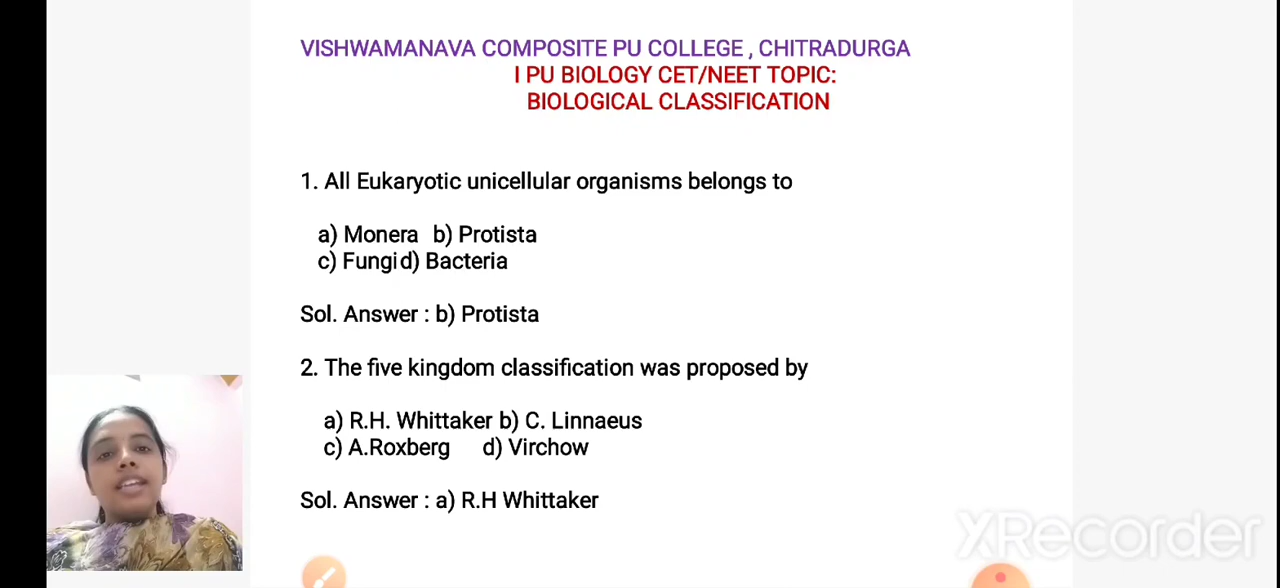 VISHWAMANAVA COMPOSITE PU COLLEGE , CHITRADURGA
I PU BIOLOGY CET/NEET TOPIC:
BIOLOGICAL CLASSIFICATION
1. All Eukaryotic unicellular organisms belongs to
a) Monera b) Protista
c) Fungi d) Bacteria
Sol. Answer : b) Protista
2. The five kingdom classification was proposed by
a) R.H. Whittaker b) C. Linnaeus
c) A.Roxberg d) Virchow
Sol. Answer : a) R.H Whittaker
XRecorder